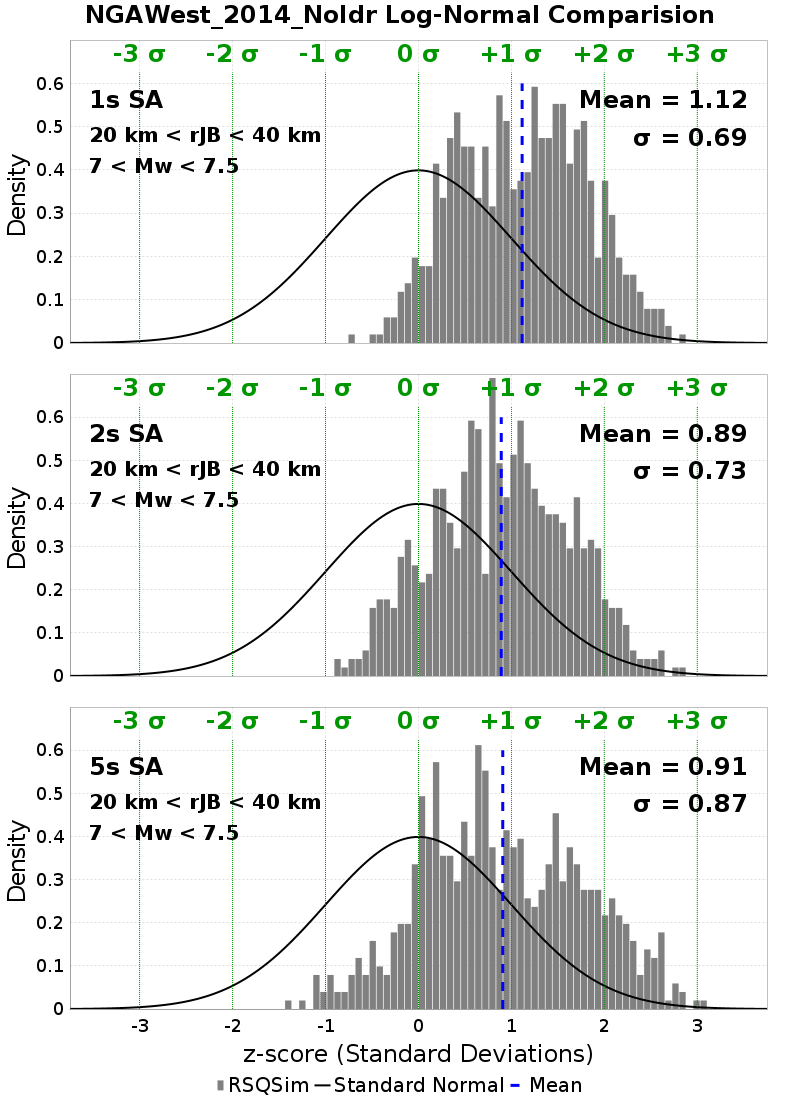 NGAWest_2014_NoIdr Log-Normal Comparision
-3 σ -2 σ -1 σ 0 σ +1 σ +2 σ +3 σ
1s SA
20 km < rJB < 40 km
7 < Mw < 7.5
Mean = 1.12
σ = 0.69
Density
0.6
0.5
0.4
0.3
0.2
0.1
0
-3 σ -2 σ -1 σ 0 σ +1 σ +2 σ +3 σ
2s SA
20 km < rJB < 40 km
7 < Mw < 7.5
Mean = 0.89
σ = 0.73
Density
0.6
0.5
0.4
0.3
0.2
0.1
0
-3 σ -2 σ -1 σ 0 σ +1 σ +2 σ +3 σ
5s SA
20 km < rJB < 40 km
7 < Mw < 7.5
Mean = 0.91
σ = 0.87
Density
0.6
0.5
0.4
0.3
0.2
0.1
0
-3 -2 -1 0 1 2 3
z-score (Standard Deviations)
RSQSim Standard Normal Mean